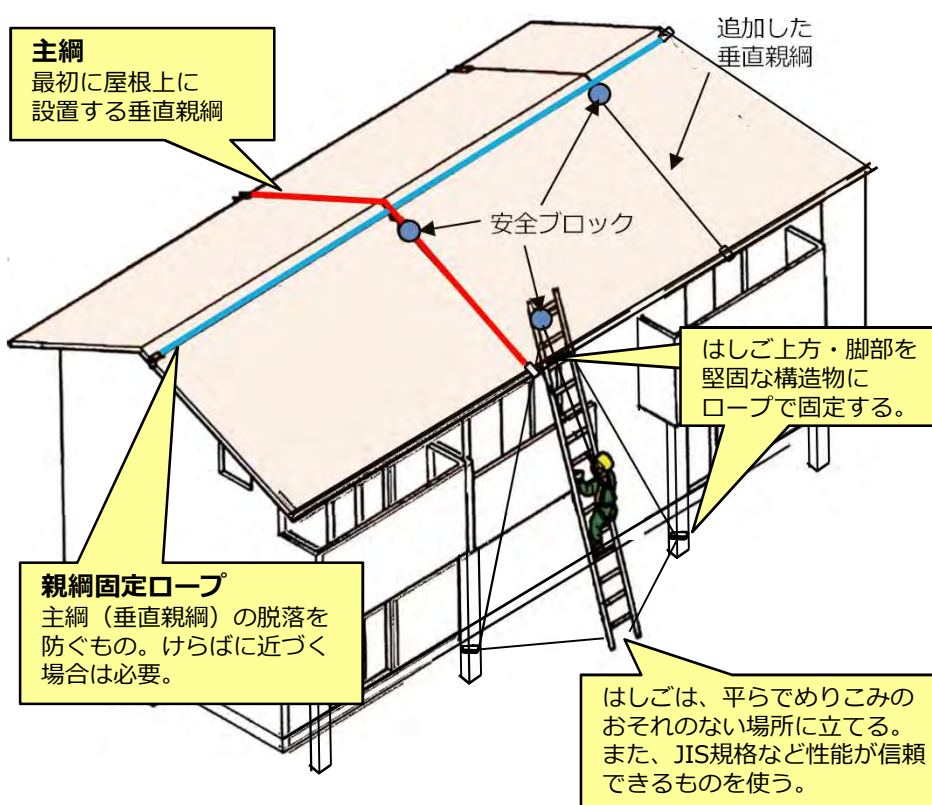 主綱
最初に屋根上に
設置する垂直親綱
追加した
垂直親綱
安全ブロック
はしご上方・脚部を
堅固な構造物に
ロープで固定する。
親綱固定ロープ
主綱（垂直親綱）の脱落を
防ぐもの。けらばに近づく
場合は必要。
はしごは、平らでめりこみの
おそれのない場所に立てる。
また、JIS規格など性能が信頼
できるものを使う。